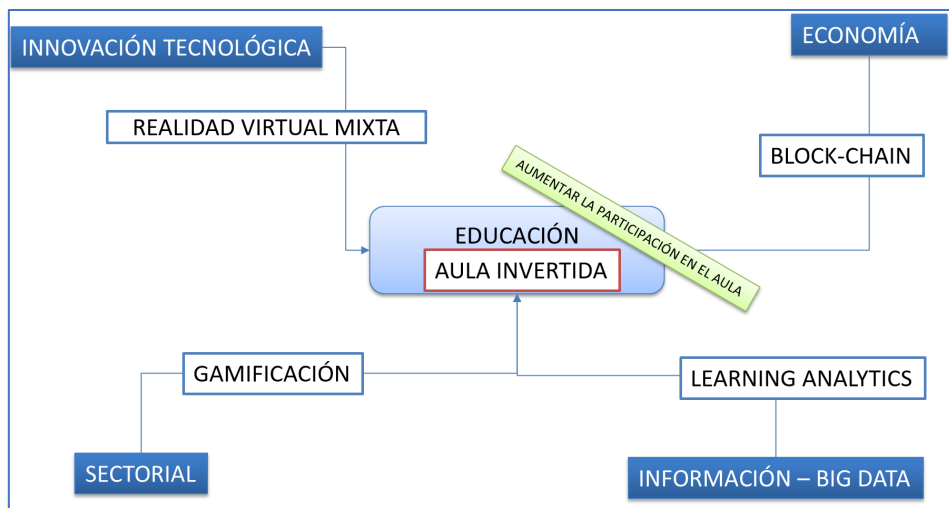 INNOVACIÓN TECNOLÓGICA
ECONOMÍA
REALIDAD VIRTUAL MIXTA
BLOCK-CHAIN
AUMENTAR LA PARTICIPACIÓN EN EL AULA
EDUCACIÓN
AULA INVERTIDA
GAMIFICACIÓN
LEARNING ANALYTICS
SECTORIAL
INFORMACIÓN – BIG DATA